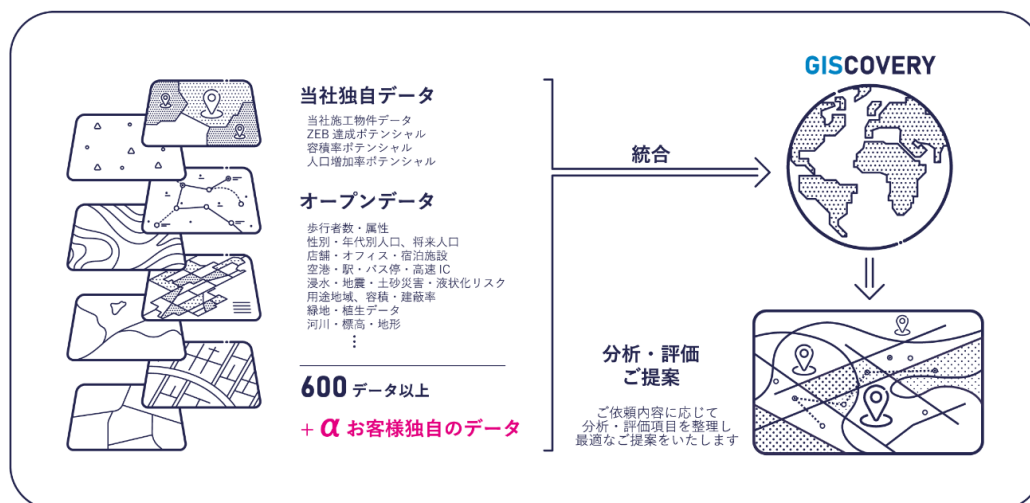 当社独自データ
当社施工物件データ
ZEB 達成ポテンシャル
容積率ポテンシャル
人口増加率ポテンシャル
オープンデータ
歩行者数・属性
性別・年代別人口、将来人口
店舗・オフィス・宿泊施設
空港・駅・バス停・高速 IC
浸水・地震・土砂災害・液状化リスク
用途地域、容積・建蔽率
緑地・植生データ
河川・標高・地形
⋮
600 データ以上
+ α お客様独自のデータ
統合
GISCOVERY
分析・評価
ご提案
ご依頼内容に応じて
分析・評価項目を整理し
最適なご提案をいたします